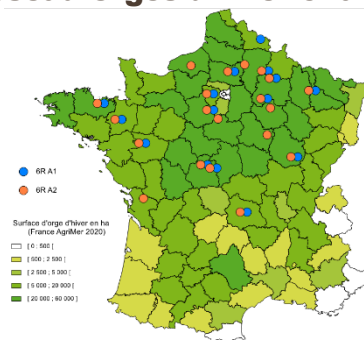 6R A1
6R A2
Surface d'orge d'hiver en ha
(France AgriMer 2020)
[ 0 ; 500 [
[ 500 ; 2 500 [
[ 2 500 ; 5 000 [
[ 5 000 ; 20 000 [
[ 20 000 ; 60 000 [